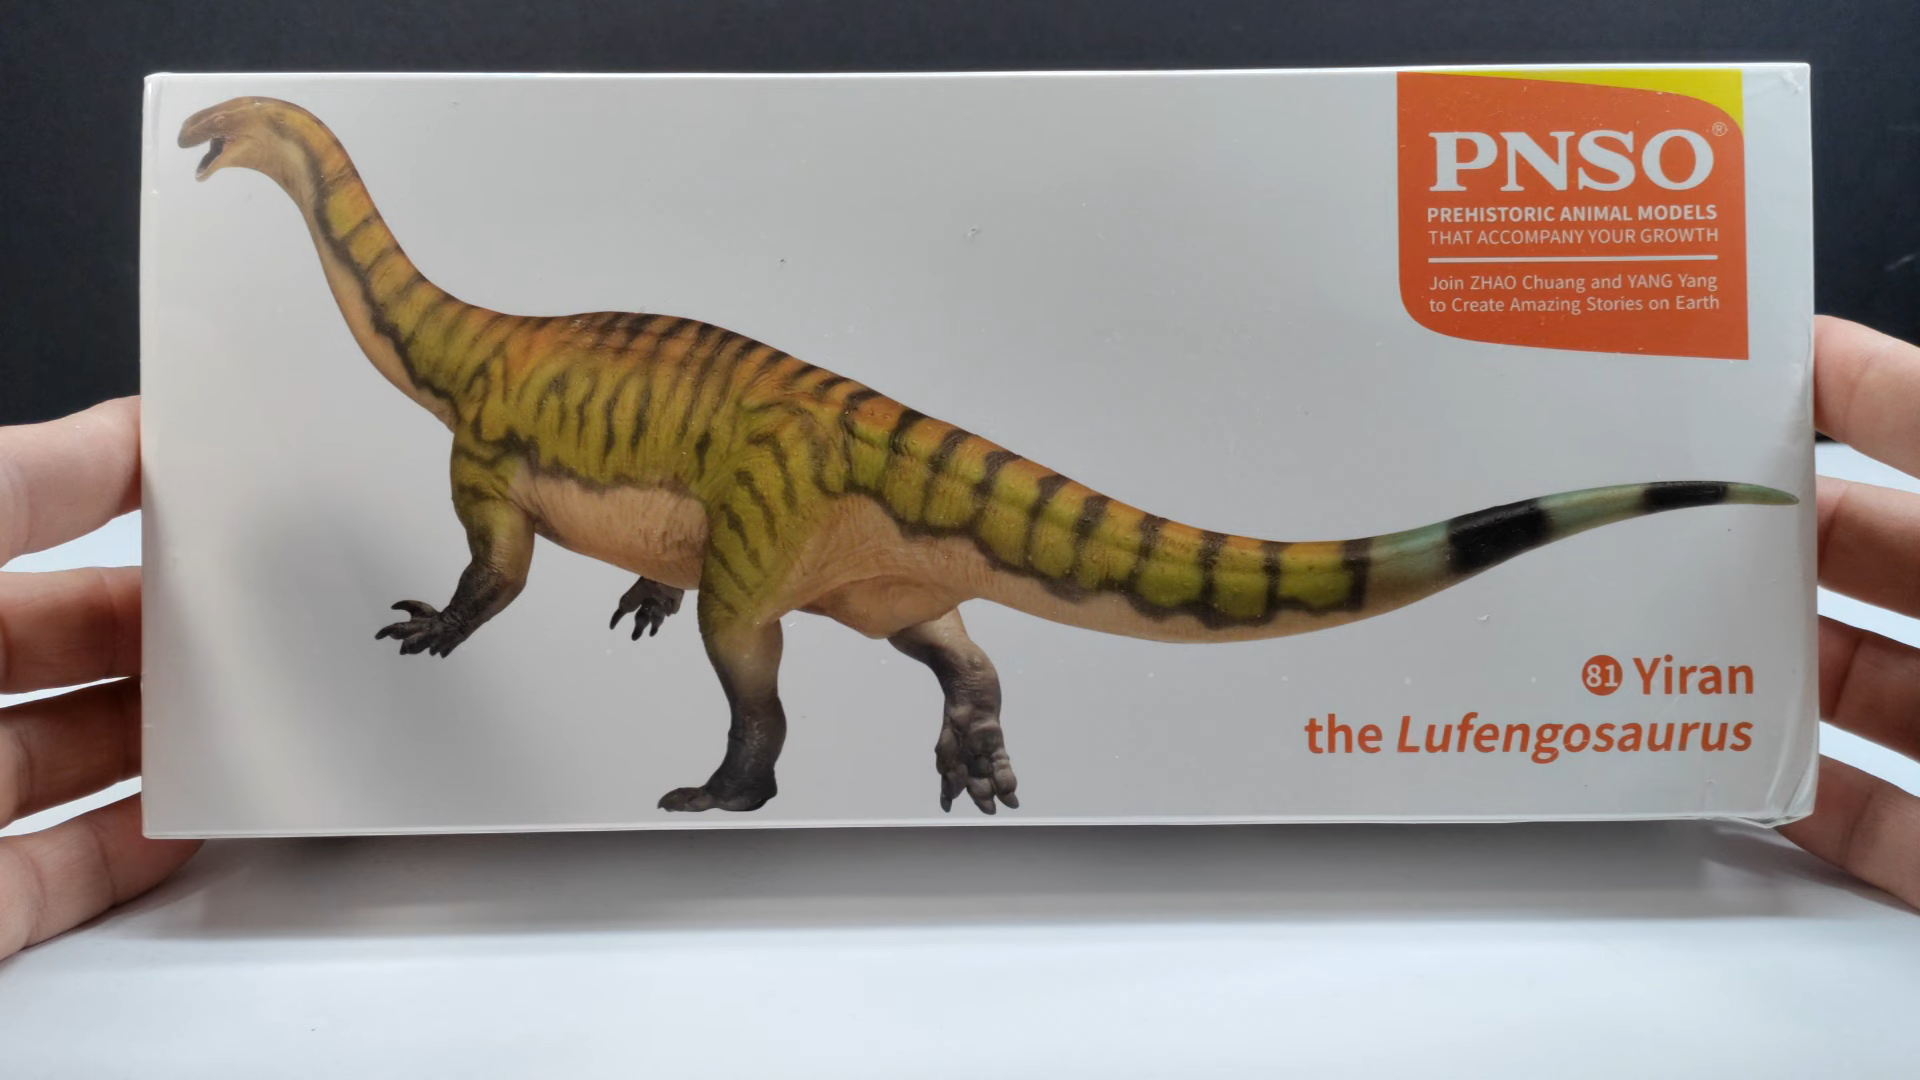 PNSO®
PREHISTORIC ANIMAL MODELS
THAT ACCOMPANY YOUR GROWTH
Join ZHAO Chuang and YANG Yang
to Create Amazing Stories on Earth
81 Yiran
the Lufengosaurus